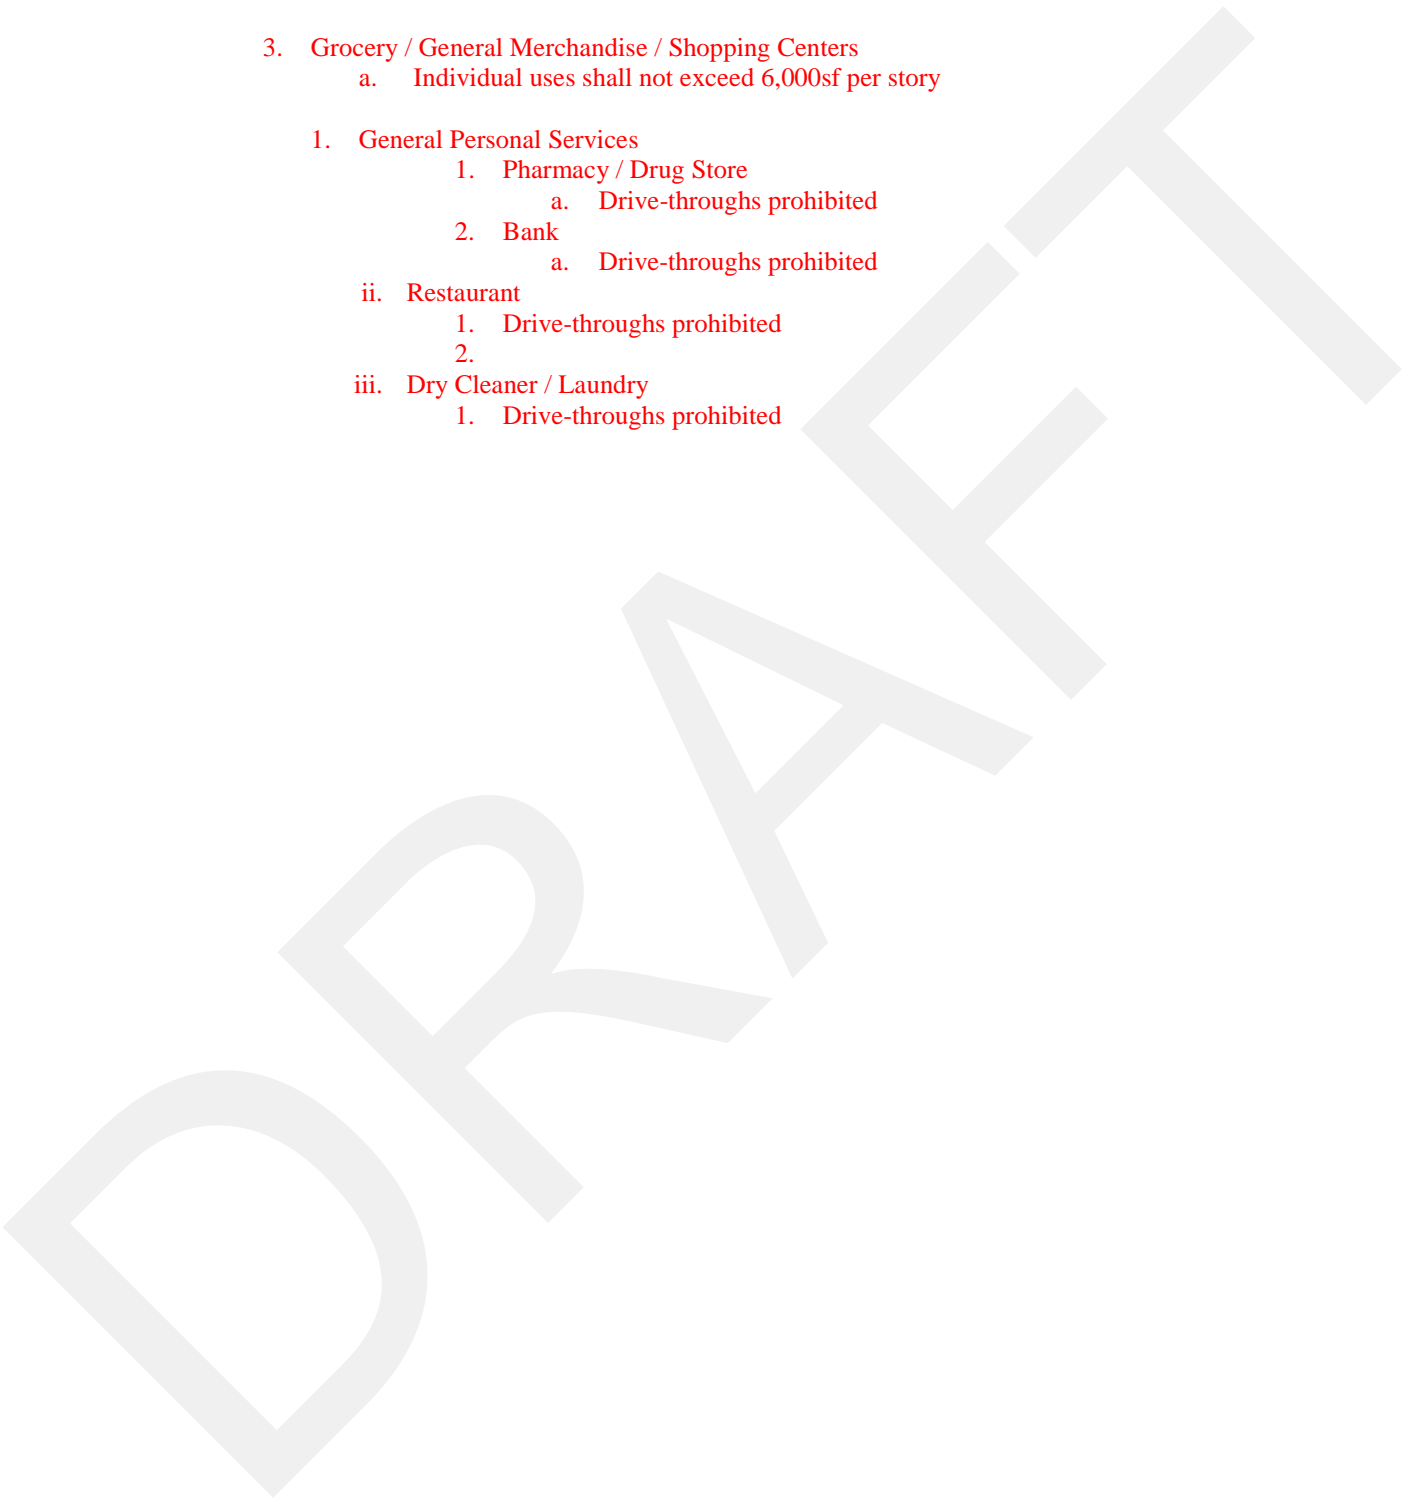 3. Grocery / General Merchandise / Shopping Centers
a. Individual uses shall not exceed 6,000sf per story
1. General Personal Services
1. Pharmacy / Drug Store
a. Drive-throughs prohibited
2. Bank
a. Drive-throughs prohibited
ii. Restaurant
1. Drive-throughs prohibited
2.
iii. Dry Cleaner / Laundry
1. Drive-throughs prohibited
DRAFT